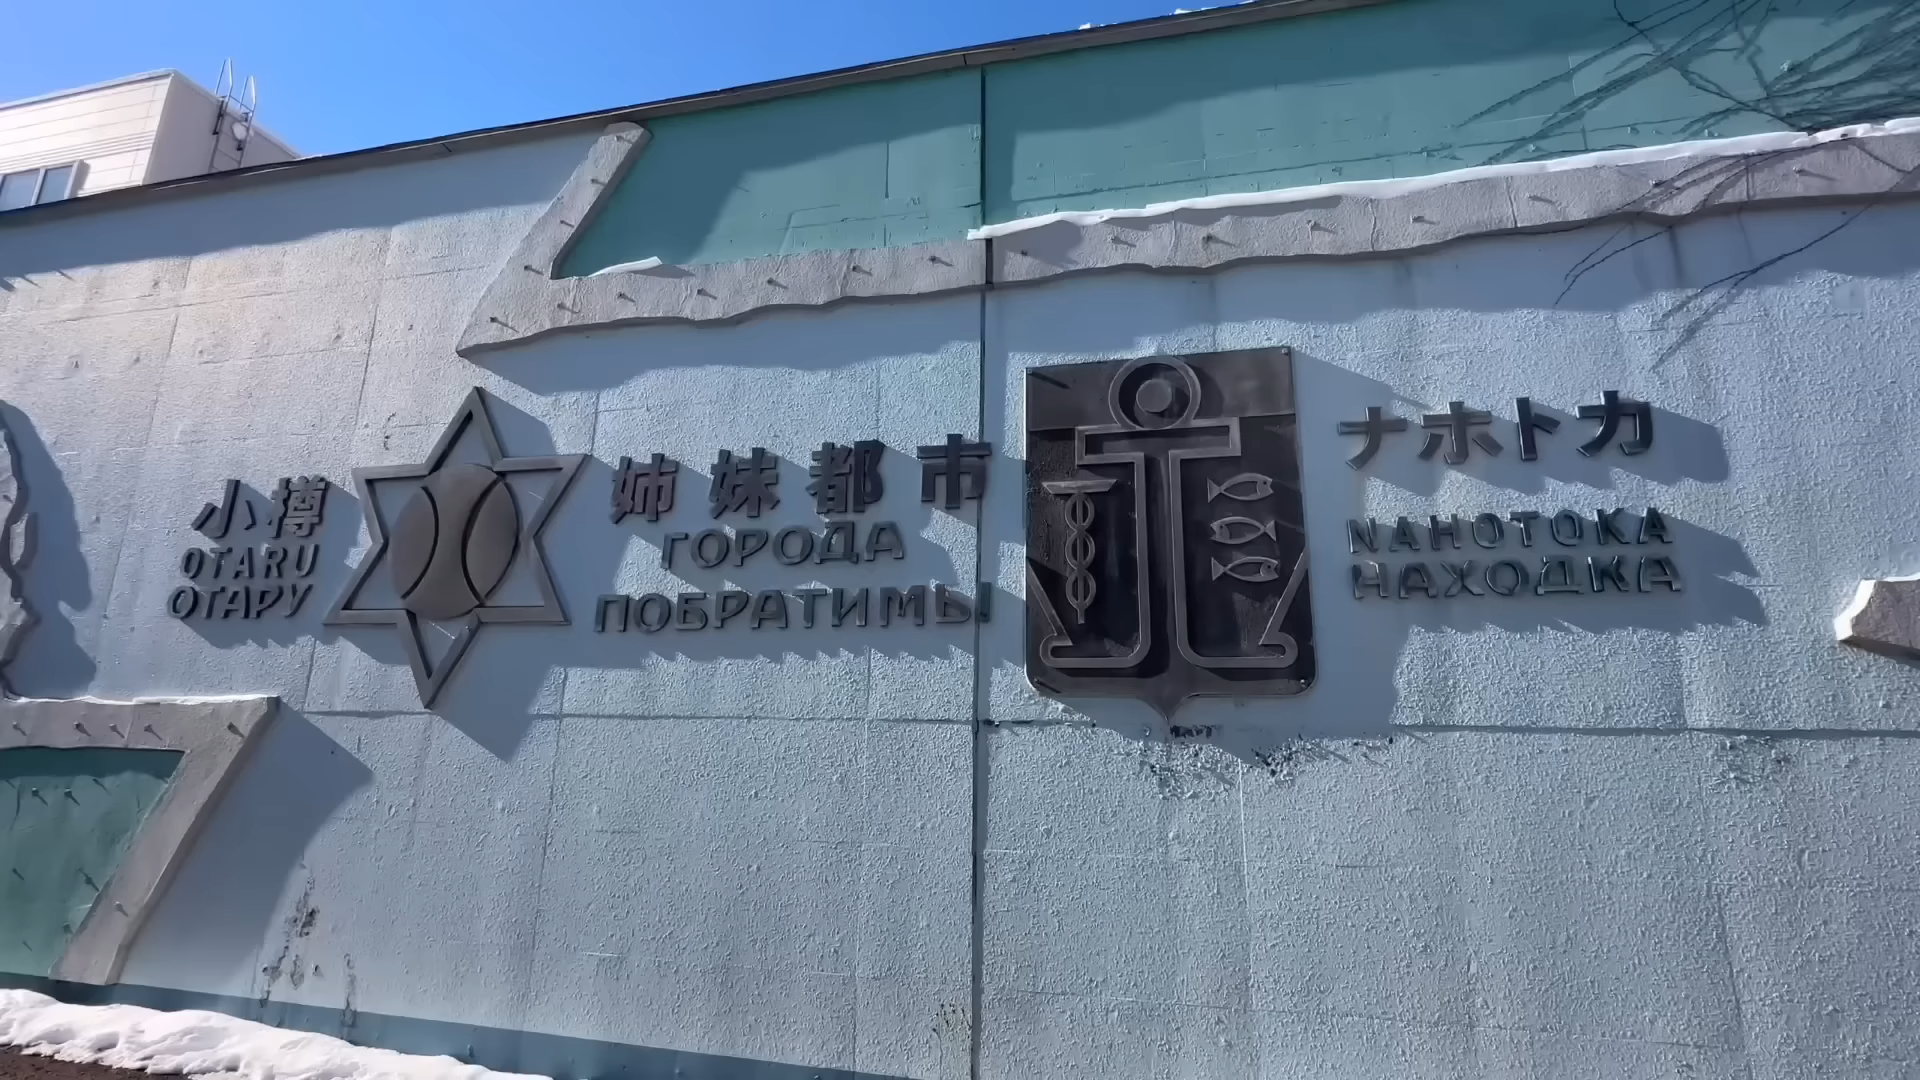 小樽
OTARU
ОТАРУ
姉妹都市
ГОРОДА
ПОБРАТИМЫ
ナホトカ
NAHOTOKA
НАХОДКА